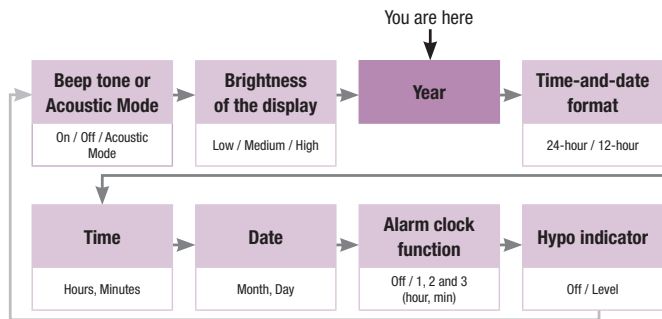 You are here
Beep tone or
Acoustic Mode
On / Off / Acoustic
Mode
Brightness
of the display
Low / Medium / High
Year
Time-and-date
format
24-hour / 12-hour
Time
Hours, Minutes
Date
Month, Day
Alarm clock
function
Off / 1, 2 and 3
(hour, min)
Hypo indicator
Off / Level